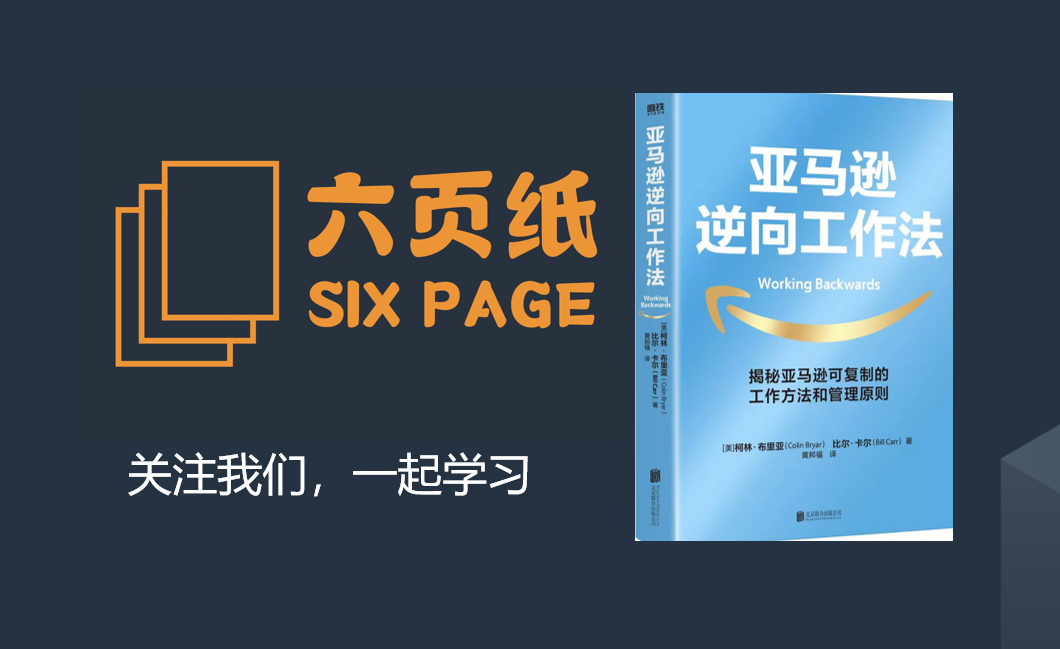 六页纸
SIX PAGE
关注我们，一起学习
亚马逊逆向工作法
Working
Backwards
[美]柯林·布里亚(Colin Bryar)
比尔·卡尔(Bill Carr) 著
黄邦福 译
亚马逊
逆向工作法
Working Backwards
揭秘亚马逊可复制的
工作方法和管理原则
[美]柯林·布里亚(Colin Bryar) 比尔·卡尔(Bill Carr) 著
黄邦福 译
北京联合出版公司